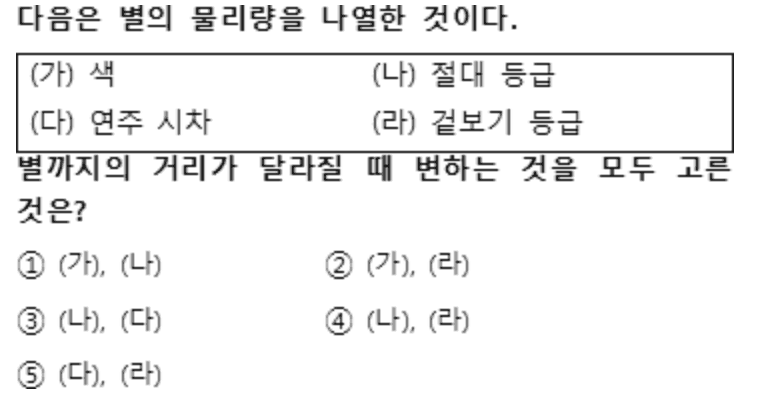 다음은 별의 물리량을 나열한 것이다.
(가) 색 (나) 절대 등급
(다) 연주 시차 (라) 겉보기 등급
별까지의 거리가 달라질 때 변하는 것을 모두 고른
것은?
① (가), (나) ② (가), (라)
③ (나), (다) ④ (나), (라)
⑤ (다), (라)